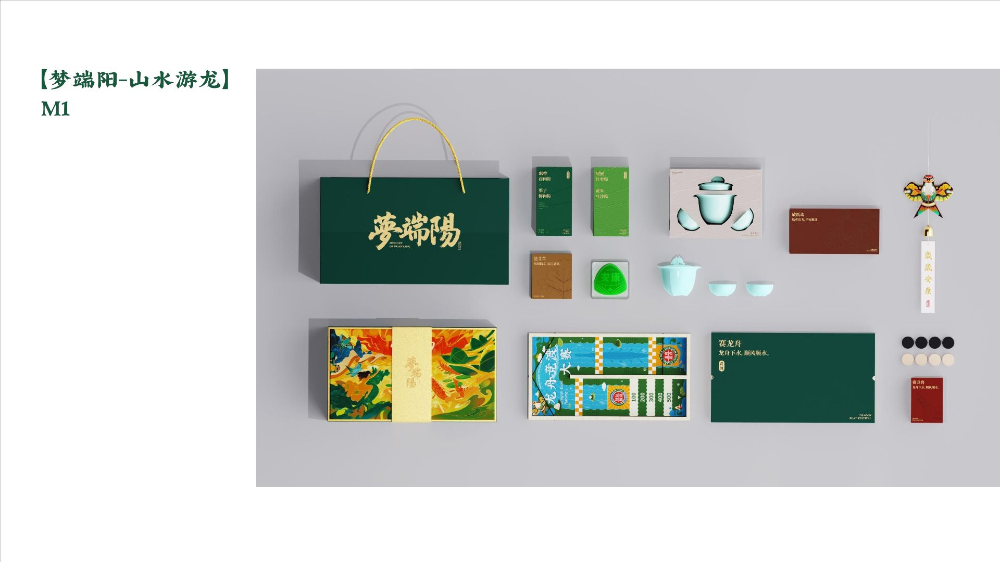 【梦端阳-山水游龙】
M1
夢端陽
MEMORY
OF DUANYANG
飘香
卤肉粽
栗子
鲜肉粽
甜蜜
红枣粽
黄米
豆沙粽
放纸鸢
纸鸢高飞,平安顺遂。
悬艾草
安康
歲歲安康
夢端陽
龙舟竞渡
大赛
Dragon boat
Racing
DRAGON BOAT
100
200
300
400
500
赛龙舟
龙舟下水,顺风顺水。
竞渡
DRAGON
BOAT FESTIVAL
赛龙舟
龙舟下水,顺风顺水。